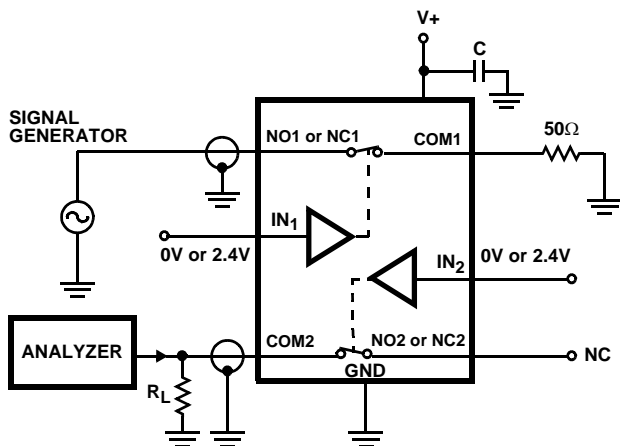 V+
C
SIGNAL
GENERATOR
NO1 or NC1
COM1
50Ω
IN1
0V or 2.4V
IN2
0V or 2.4V
ANALYZER
COM2
NO2 or NC2
NC
GND
RL